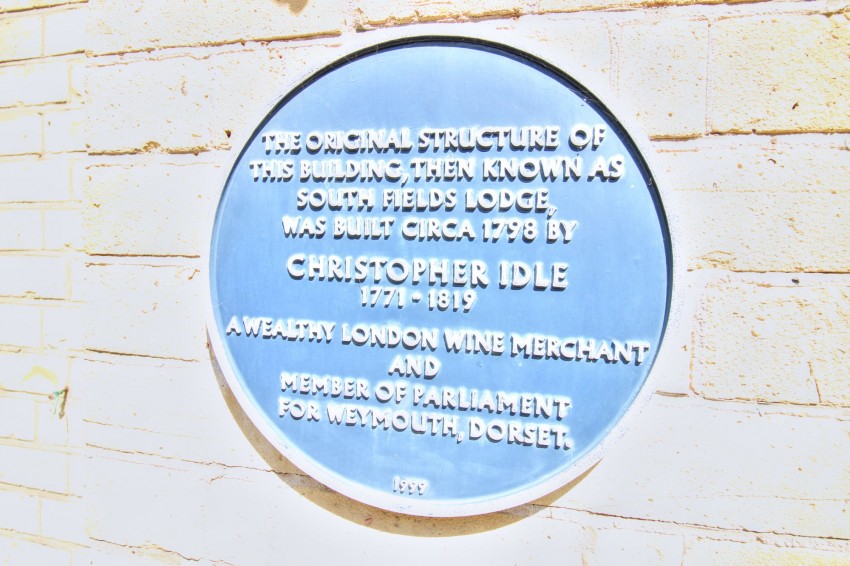 THE ORIGINAL STRUCTURE OF
THIS BUILDING, THEN KNOWN AS
SOUTH FIELDS LODGE,
WAS BUILT CIRCA 1798 BY
CHRISTOPHER IDLE
1771 - 1819
A WEALTHY LONDON WINE MERCHANT
AND
MEMBER OF PARLIAMENT
FOR WEYMOUTH, DORSET.
1999